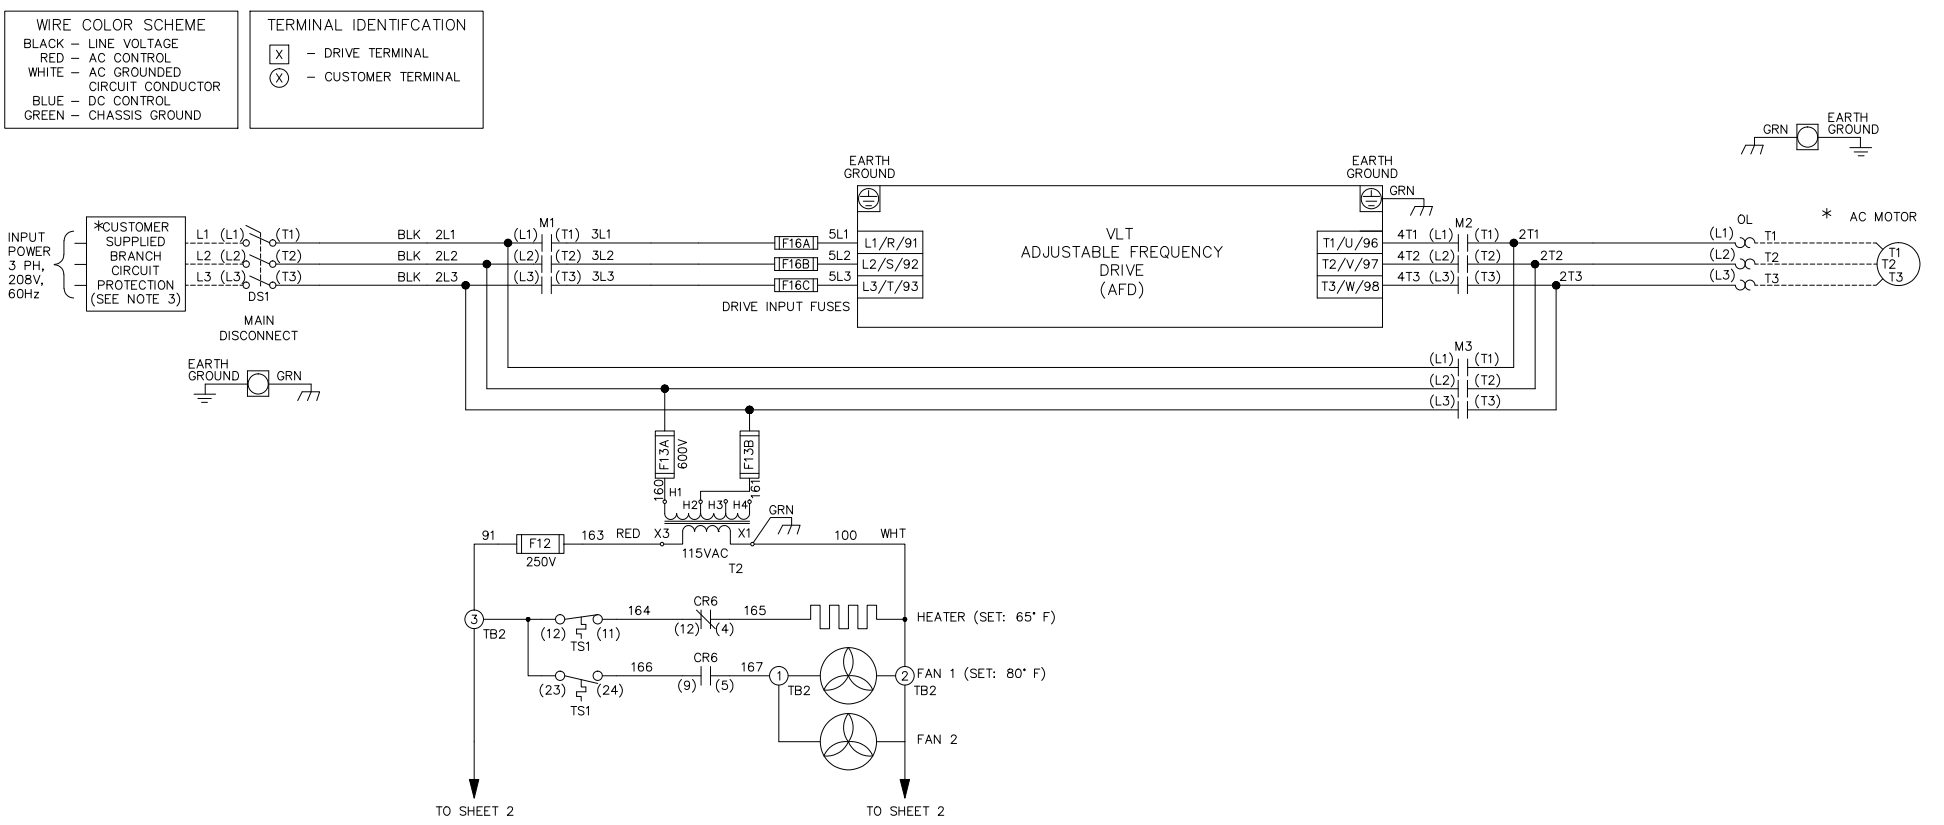 WIRE COLOR SCHEME
BLACK – LINE VOLTAGE
RED – AC CONTROL
WHITE – AC GROUNDED
CIRCUIT CONDUCTOR
BLUE – DC CONTROL
GREEN – CHASSIS GROUND
TERMINAL IDENTIFCATION
X – DRIVE TERMINAL
X – CUSTOMER TERMINAL
GRN
EARTH
GROUND
INPUT
POWER
3 PH,
208V,
60Hz
*CUSTOMER
SUPPLIED
BRANCH
CIRCUIT
PROTECTION
(SEE NOTE 3)
L1 (L1) (T1)
L2 (L2) (T2)
L3 (L3) (T3)
DS1
MAIN
DISCONNECT
EARTH
GROUND
GRN
BLK 2L1
BLK 2L2
BLK 2L3
M1
(L1) (T1) 3L1
(L2) (T2) 3L2
(L3) (T3) 3L3
F16A 5L1
F16B 5L2
F16C 5L3
DRIVE INPUT FUSES
EARTH
GROUND
L1/R/91
L2/S/92
L3/T/93
VLT
ADJUSTABLE FREQUENCY
DRIVE
(AFD)
EARTH
GROUND
GRN
T1/U/96
T2/V/97
T3/W/98
M2
4T1 (L1) (T1) 2T1
4T2 (L2) (T2) 2T2
4T3 (L3) (T3) 2T3
OL
(L1) T1
(L2) T2
(L3) T3
* AC MOTOR
T1
T2
T3
M3
(L1) (T1)
(L2) (T2)
(L3) (T3)
F13A
600V
F13B
160
161
H1
H2
H3
H4
GRN
91
F12
250V
163
RED
X3
X1
115VAC
T2
100
WHT
3
TB2
(12) (11)
TS1
164
CR6
(12) (4)
165
HEATER (SET: 65° F)
(23) (24)
TS1
166
CR6
(9) (5)
167
1
TB2
2
TB2
FAN 1 (SET: 80° F)
FAN 2
TO SHEET 2
TO SHEET 2